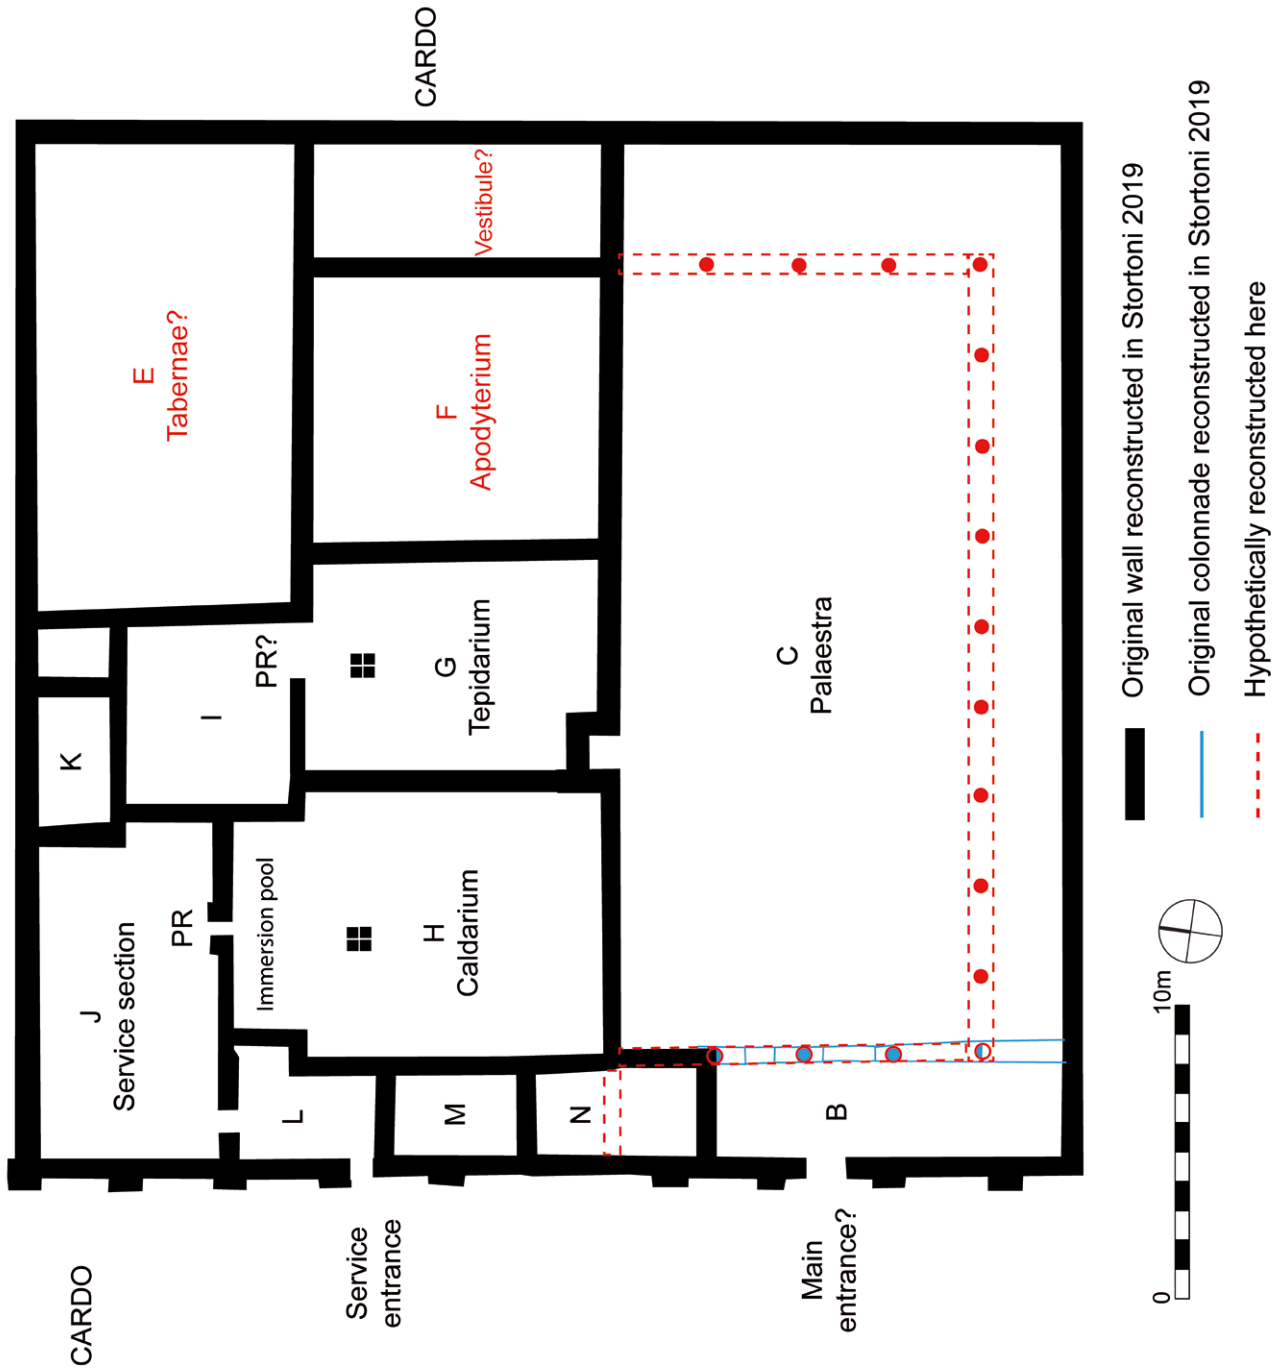 CARDO
K
J
Service section
E
Tabernae?
PR
I
PR?
Immersion pool
L
Service
entrance
CARDO
H
Caldarium
G
Tepidarium
F
Apodyterium
Vestibule?
M
N
C
Palaestra
B
Main
entrance?
Original wall reconstructed in Stortoni 2019
0 10m
Original colonnade reconstructed in Stortoni 2019
Hypothetically reconstructed here